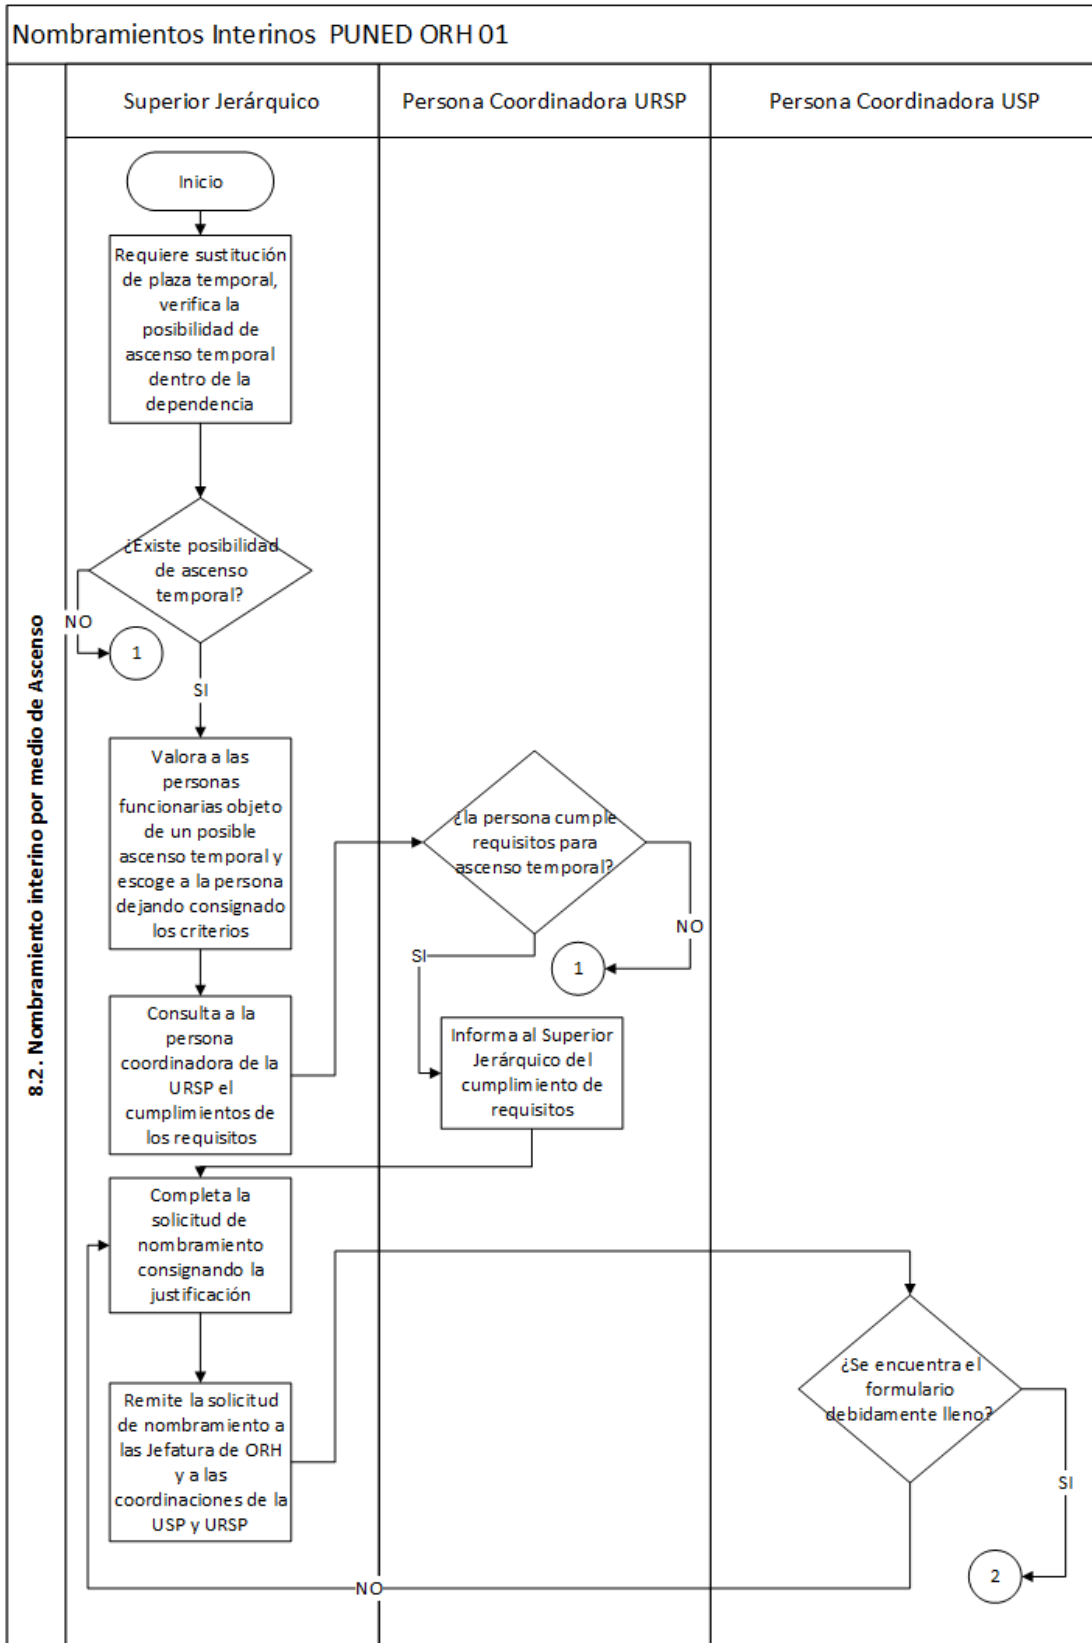 Nombramientos Interinos PUNED ORH 01
Superior Jerárquico
Persona Coordinadora URSP
Persona Coordinadora USP
8.2. Nombramiento interino por medio de Ascenso
Inicio
Requiere sustitución
de plaza temporal,
verifica la
posibilidad de
ascenso temporal
dentro de la
dependencia
¿Existe posibilidad
de ascenso
temporal?
NO
1
SI
Valora a las
personas
funcionarias objeto
de un posible
ascenso temporal y
escoge a la persona
dejando consignado
los criterios
Consulta a la
persona
coordinadora de la
URSP el
cumplimientos de
los requisitos
¿la persona cumple
requisitos para
ascenso temporal?
NO
1
SI
Informa al Superior
Jerárquico del
cumplimiento de
requisitos
Completa la
solicitud de
nombramiento
consignando la
justificación
Remite la solicitud
de nombramiento a
las Jefatura de ORH
y a las
coordinaciones de la
USP y URSP
¿Se encuentra el
formulario
debidamente lleno?
SI
2
NO